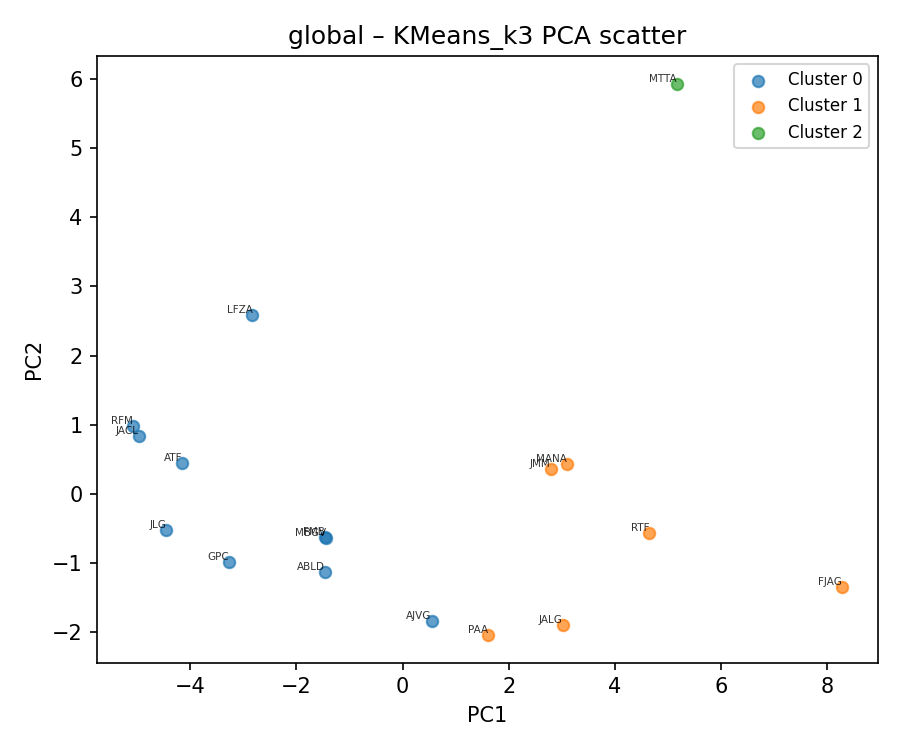 global – KMeans_k3 PCA scatter
MTTA
Cluster 0
Cluster 1
Cluster 2
LFZA
RFM
JACL
ATF
MANA
JMM
JLG
RTF
GPC
ABLD
FJAG
AJVG
PAA
JALG
6
5
4
3
2
1
0
−1
−2
PC2
−4
−2
0
2
4
6
8
PC1